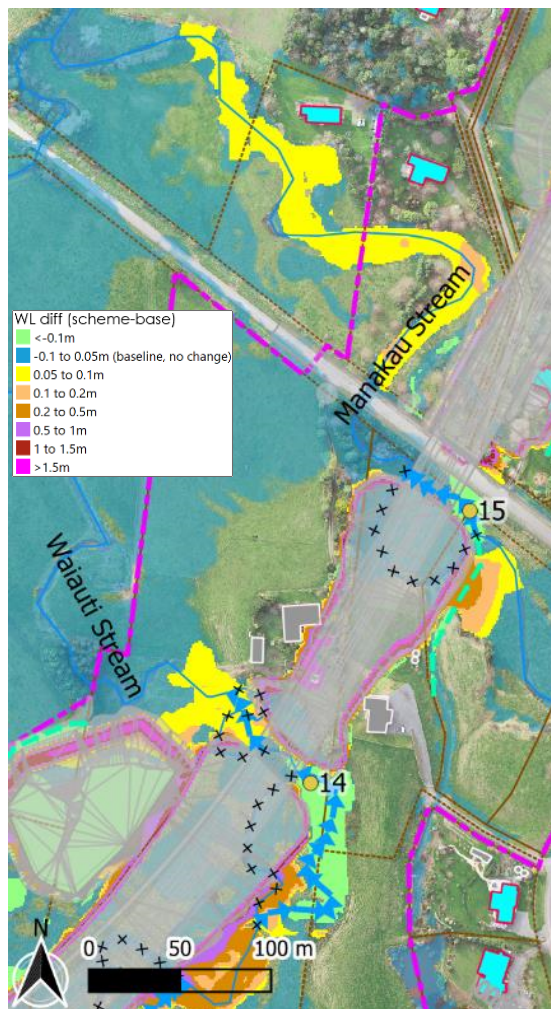 Manakau Stream
WL diff (scheme-base)
<-0.1m
-0.1 to 0.05m (baseline, no change)
0.05 to 0.1m
0.1 to 0.2m
0.2 to 0.5m
0.5 to 1m
1 to 1.5m
>1.5m
15
Waiauti Stream
14
N
0 50 100 m